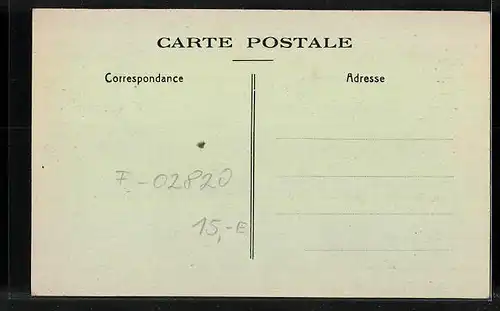 CARTE POSTALE
Correspondance
Adresse
F-02820
15,-E